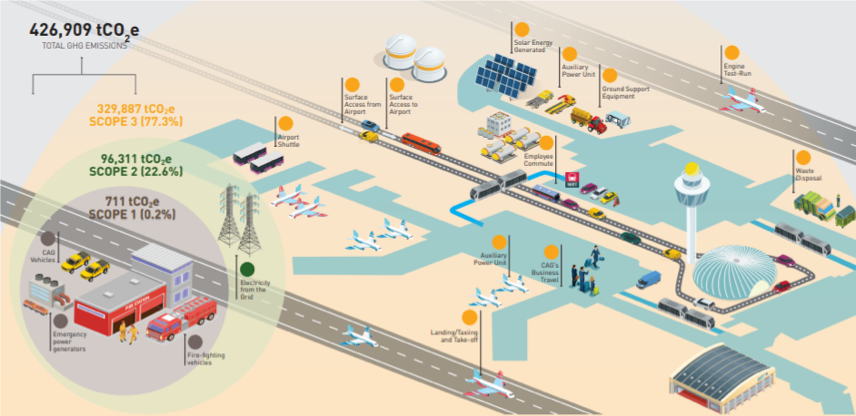 426,909 tCO2e
TOTAL GHG EMISSIONS
329,887 tCO2e
SCOPE 3 (77.3%)
96,311 tCO2e
SCOPE 2 (22.6%)
711 tCO2e
SCOPE 1 (0.2%)
CAG
Vehicles
Emergency
power
generators
FIRE STATION
Fire-fighting
vehicles
Electricity
from the
Grid
Airport
Shuttle
Surface
Access from
Airport
Surface
Access to
Airport
Solar Energy
Generated
Auxiliary
Power Unit
Ground Support
Equipment
Engine
Test-Run
Employee
Commute
MRT
Waste
Disposal
Auxiliary
Power Unit
CAG's
Business
Travel
Landing/Taxiing
and Take-off